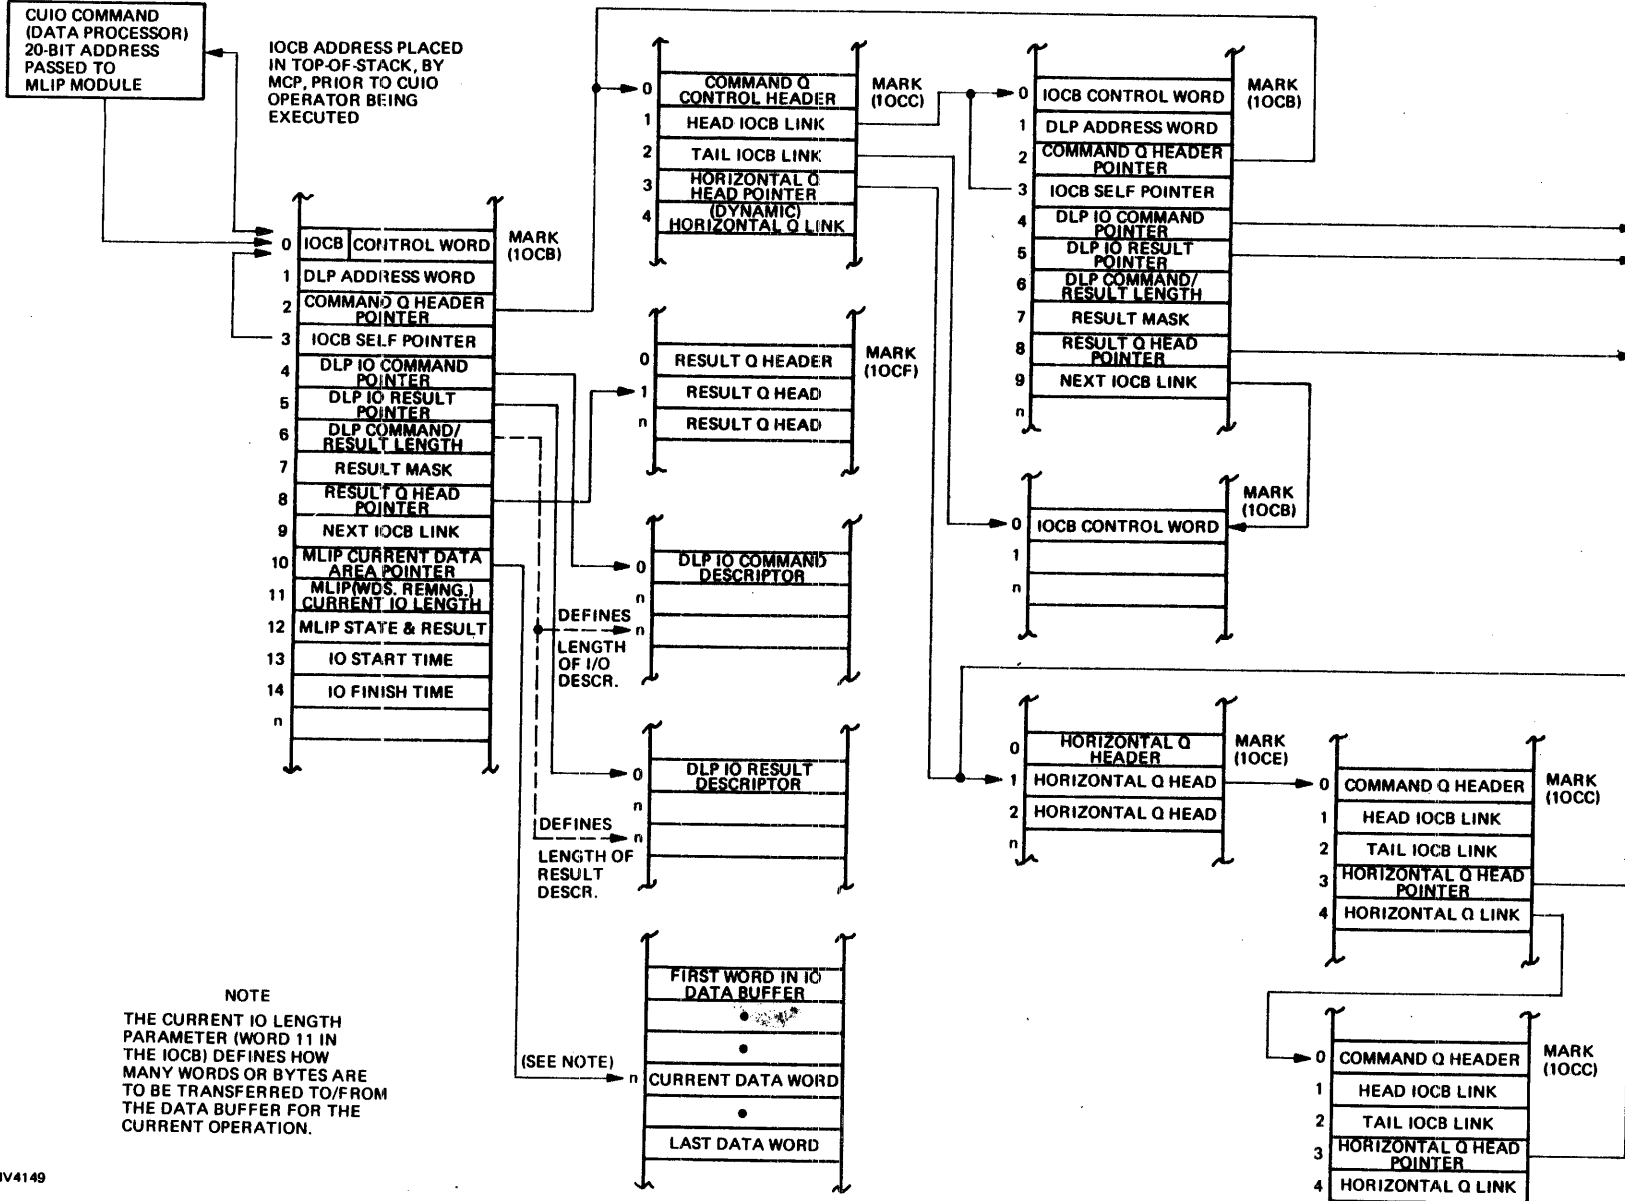 CUIO COMMAND
(DATA PROCESSOR)
20-BIT ADDRESS
PASSED TO
MLIP MODULE
IOCB ADDRESS PLACED
IN TOP-OF-STACK, BY
MCP, PRIOR TO CUIO
OPERATOR BEING
EXECUTED
0 IOCB CONTROL WORD
MARK
(10CB)
1 DLP ADDRESS WORD
2 COMMAND Q HEADER
POINTER
3 IOCB SELF POINTER
4 DLP IO COMMAND
POINTER
5 DLP IO RESULT
POINTER
6 DLP COMMAND/
RESULT LENGTH
7 RESULT MASK
8 RESULT Q HEAD
POINTER
9 NEXT IOCB LINK
10 MLIP CURRENT DATA
AREA POINTER
11 MLIP(WDS. REMNG.)
CURRENT IO LENGTH
12 MLIP STATE & RESULT
13 IO START TIME
14 IO FINISH TIME
n
0 COMMAND Q
CONTROL HEADER
MARK
(10CC)
1 HEAD IOCB LINK
2 TAIL IOCB LINK
3 HORIZONTAL Q
HEAD POINTER
4 (DYNAMIC)
HORIZONTAL Q LINK
0 RESULT Q HEADER
MARK
(10CF)
1 RESULT Q HEAD
n RESULT Q HEAD
0 DLP IO COMMAND
DESCRIPTOR
n
n
DEFINES
LENGTH
OF I/O
DESCR.
0 DLP IO RESULT
DESCRIPTOR
n
n
DEFINES
LENGTH OF
RESULT
DESCR.
FIRST WORD IN IO
DATA BUFFER
(SEE NOTE)
n CURRENT DATA WORD
LAST DATA WORD
0 IOCB CONTROL WORD
MARK
(10CB)
1 DLP ADDRESS WORD
2 COMMAND Q HEADER
POINTER
3 IOCB SELF POINTER
4 DLP IO COMMAND
POINTER
5 DLP IO RESULT
POINTER
6 DLP COMMAND/
RESULT LENGTH
7 RESULT MASK
8 RESULT Q HEAD
POINTER
9 NEXT IOCB LINK
n
0 IOCB CONTROL WORD
MARK
(10CB)
1
n
0 HORIZONTAL Q
HEADER
MARK
(10CE)
1 HORIZONTAL Q HEAD
2 HORIZONTAL Q HEAD
n
0 COMMAND Q HEADER
MARK
(10CC)
1 HEAD IOCB LINK
2 TAIL IOCB LINK
3 HORIZONTAL Q HEAD
POINTER
4 HORIZONTAL Q LINK
0 COMMAND Q HEADER
MARK
(10CC)
1 HEAD IOCB LINK
2 TAIL IOCB LINK
3 HORIZONTAL Q HEAD
POINTER
4 HORIZONTAL Q LINK
NOTE
THE CURRENT IO LENGTH
PARAMETER (WORD 11 IN
THE IOCB) DEFINES HOW
MANY WORDS OR BYTES ARE
TO BE TRANSFERRED TO/FROM
THE DATA BUFFER FOR THE
CURRENT OPERATION.
IV4149